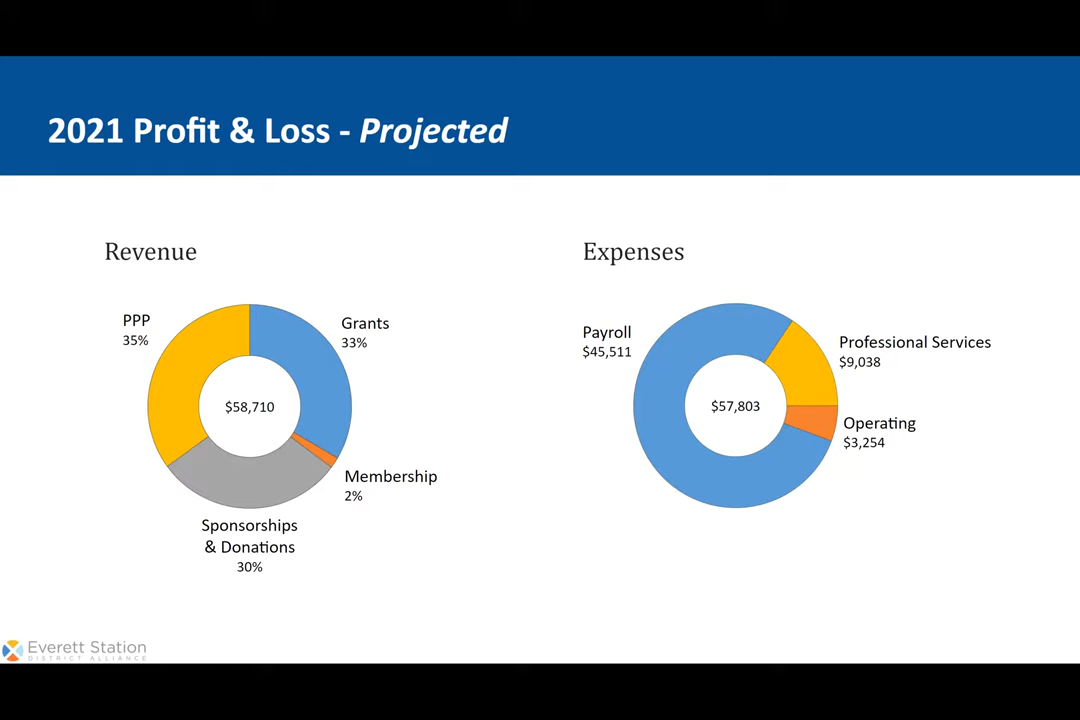 2021 Profit & Loss - Projected
Revenue
PPP
35%
Grants
33%
$58,710
Membership
2%
Sponsorships
& Donations
30%
Expenses
Payroll
$45,511
Professional Services
$9,038
$57,803
Operating
$3,254
Everett Station
DISTRICT ALLIANCE